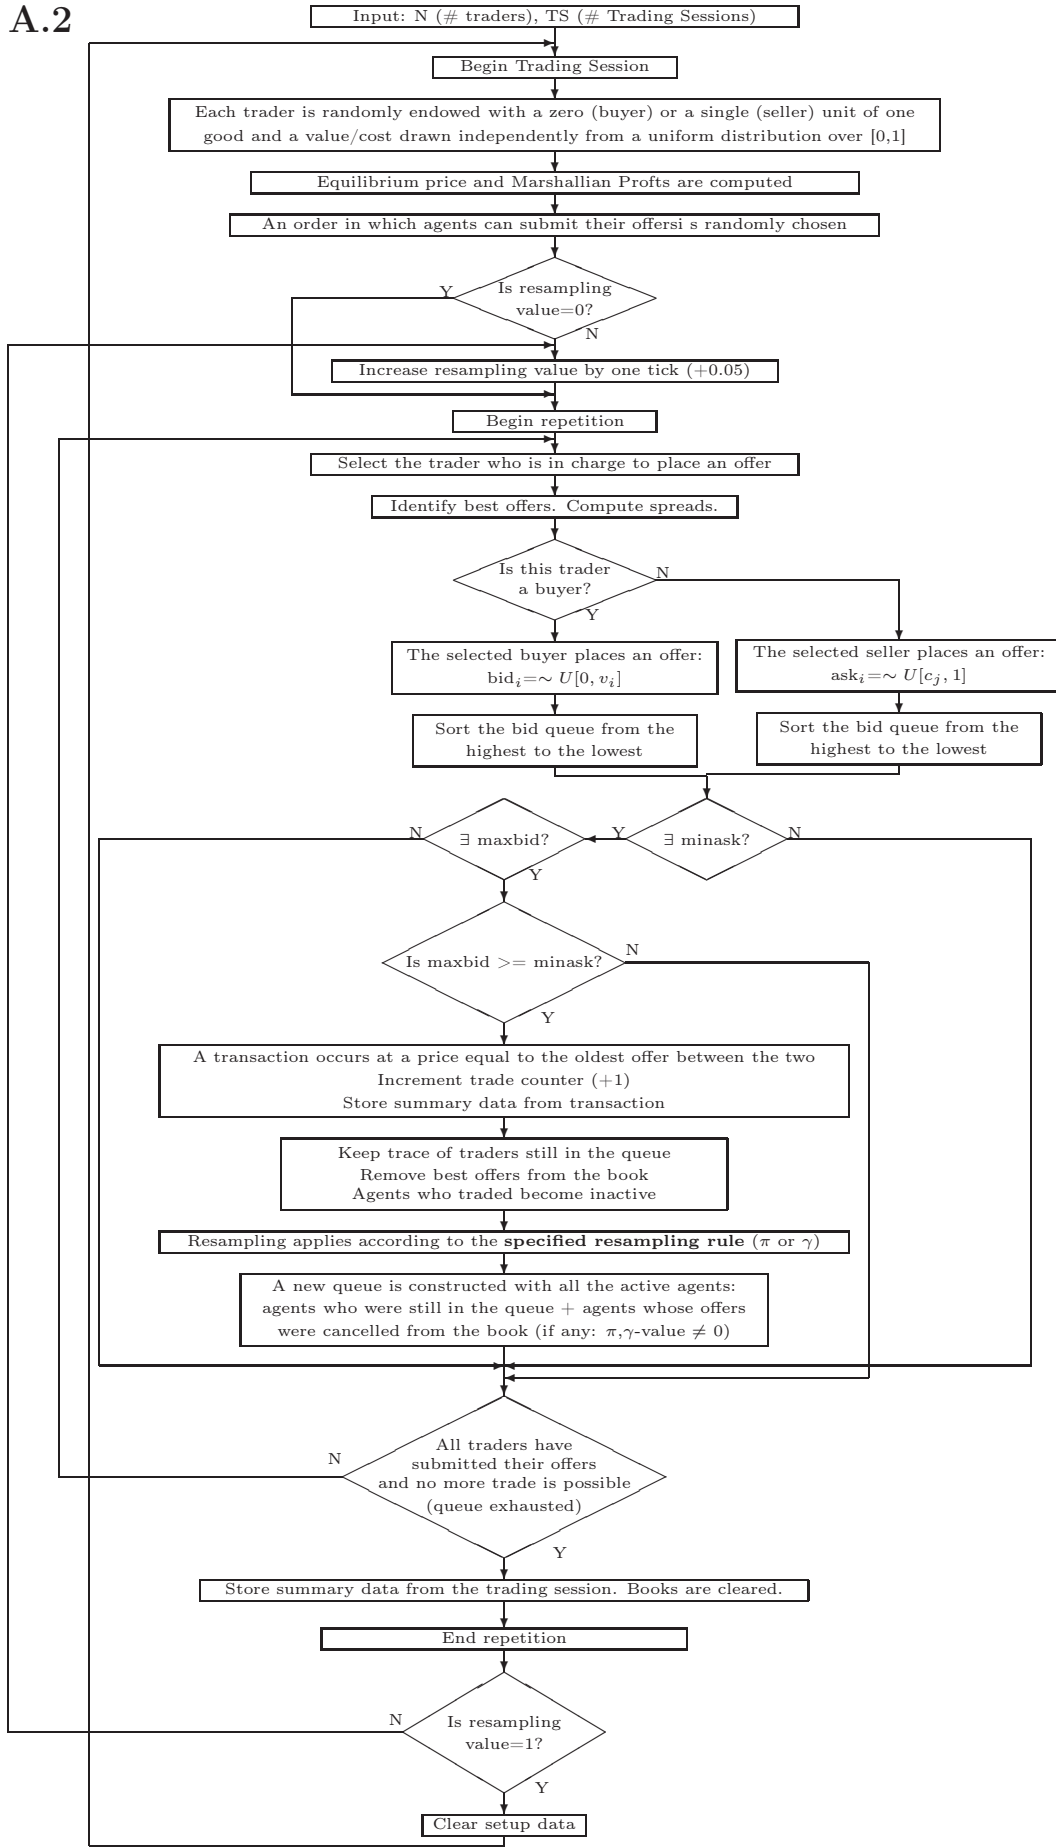 A.2
Input: N (# traders), TS (# Trading Sessions)
Begin Trading Session
Each trader is randomly endowed with a zero (buyer) or a single (seller) unit of one
good and a value/cost drawn independently from a uniform distribution over [0,1]
Equilibrium price and Marshallian Profts are computed
An order in which agents can submit their offersi s randomly chosen
Y
Is resampling
value=0?
N
Increase resampling value by one tick (+0.05)
Begin repetition
Select the trader who is in charge to place an offer
Identify best offers. Compute spreads.
Is this trader
a buyer?
N
Y
The selected buyer places an offer:
bid_i=∼ U[0, v_i]
The selected seller places an offer:
ask_i=∼ U[c_j, 1]
Sort the bid queue from the
highest to the lowest
Sort the bid queue from the
highest to the lowest
N
∃ maxbid?
Y
∃ minask?
N
Y
Is maxbid >= minask?
N
Y
A transaction occurs at a price equal to the oldest offer between the two
Increment trade counter (+1)
Store summary data from transaction
Keep trace of traders still in the queue
Remove best offers from the book
Agents who traded become inactive
Resampling applies according to the specified resampling rule (π or γ)
A new queue is constructed with all the active agents:
agents who were still in the queue + agents whose offers
were cancelled from the book (if any: π,γ-value ≠ 0)
N
All traders have
submitted their offers
and no more trade is possible
(queue exhausted)
Y
Store summary data from the trading session. Books are cleared.
End repetition
N
Is resampling
value=1?
Y
Clear setup data